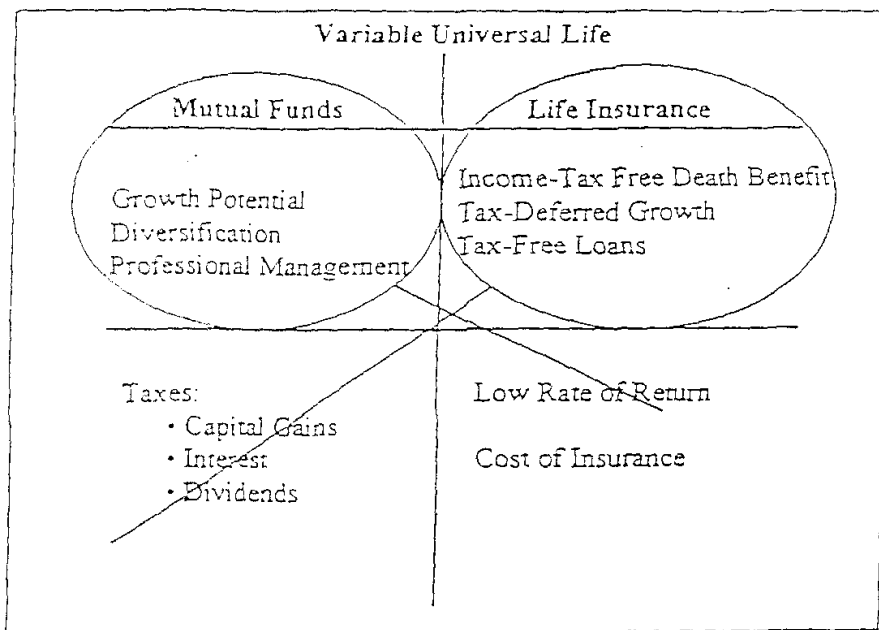 Variable Universal Life
Mutual Funds
Life Insurance
Growth Potential
Diversification
Professional Management
Income-Tax Free Death Benefit
Tax-Deferred Growth
Tax-Free Loans
Taxes:
• Capital Gains
• Interest
• Dividends
Low Rate of Return
Cost of Insurance